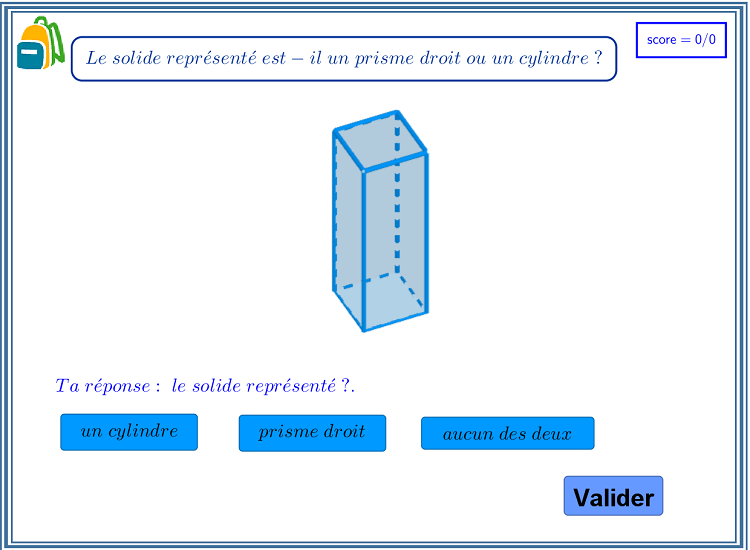 Le solide représenté est – il un prisme droit ou un cylindre ?
score = 0/0
Ta réponse : le solide représenté ?.
un cylindre
prisme droit
aucun des deux
Valider